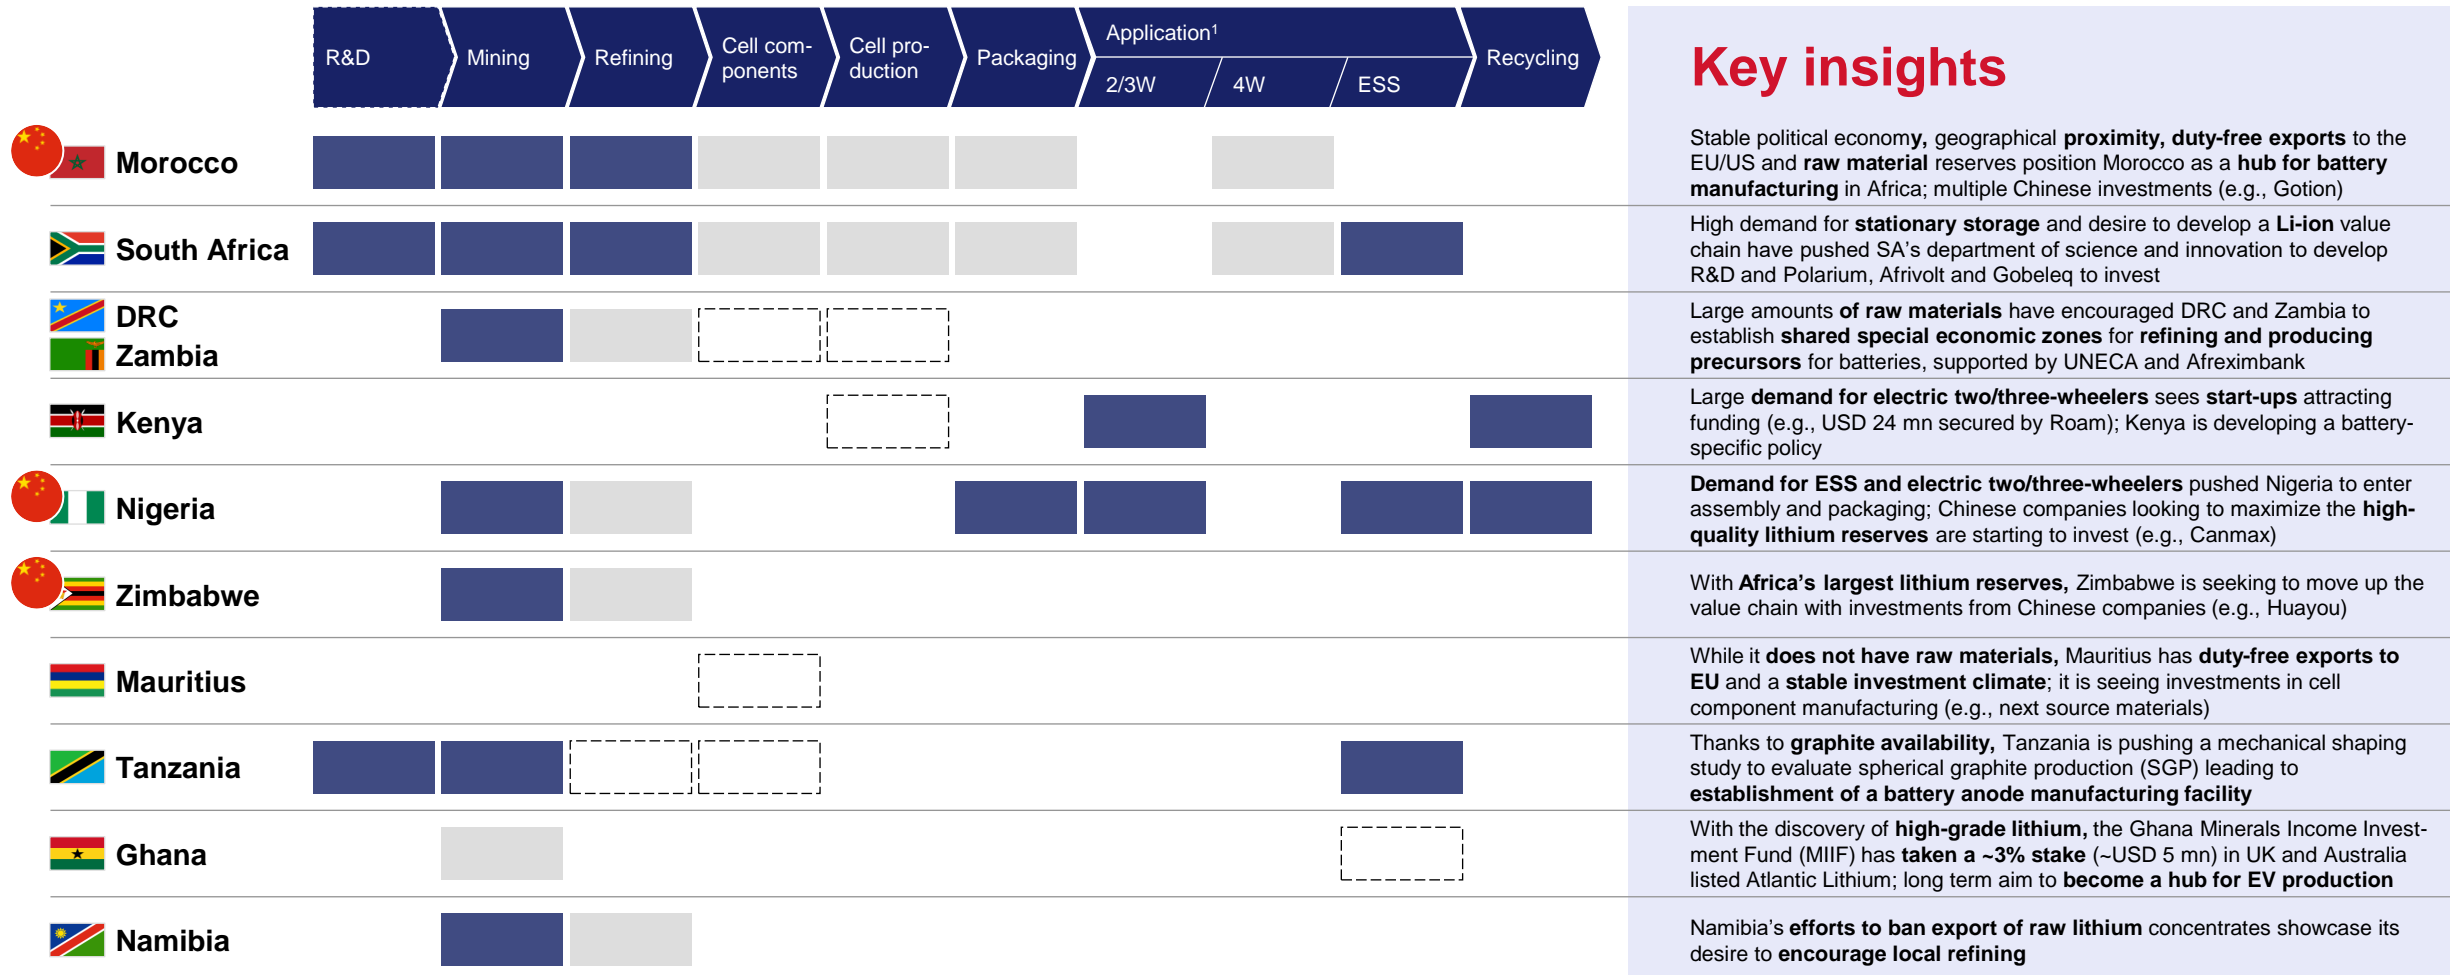 R&D
Mining
Refining
Cell com-
ponents
Cell pro-
duction
Packaging
Application¹
2/3W
4W
ESS
Recycling
Key insights
Morocco
Stable political economy, geographical proximity, duty-free exports to the
EU/US and raw material reserves position Morocco as a hub for battery
manufacturing in Africa; multiple Chinese investments (e.g., Gotion)
South Africa
High demand for stationary storage and desire to develop a Li-ion value
chain have pushed SA's department of science and innovation to develop
R&D and Polarium, Afrivolt and Gobeleq to invest
DRC
Zambia
Large amounts of raw materials have encouraged DRC and Zambia to
establish shared special economic zones for refining and producing
precursors for batteries, supported by UNECA and Afreximbank
Kenya
Large demand for electric two/three-wheelers sees start-ups attracting
funding (e.g., USD 24 mn secured by Roam); Kenya is developing a battery-
specific policy
Nigeria
Demand for ESS and electric two/three-wheelers pushed Nigeria to enter
assembly and packaging; Chinese companies looking to maximize the high-
quality lithium reserves are starting to invest (e.g., Canmax)
Zimbabwe
With Africa's largest lithium reserves, Zimbabwe is seeking to move up the
value chain with investments from Chinese companies (e.g., Huayou)
Mauritius
While it does not have raw materials, Mauritius has duty-free exports to
EU and a stable investment climate; it is seeing investments in cell
component manufacturing (e.g., next source materials)
Tanzania
Thanks to graphite availability, Tanzania is pushing a mechanical shaping
study to evaluate spherical graphite production (SGP) leading to
establishment of a battery anode manufacturing facility
Ghana
With the discovery of high-grade lithium, the Ghana Minerals Income Invest-
ment Fund (MIIF) has taken a ~3% stake (~USD 5 mn) in UK and Australia
listed Atlantic Lithium; long term aim to become a hub for EV production
Namibia
Namibia's efforts to ban export of raw lithium concentrates showcase its
desire to encourage local refining